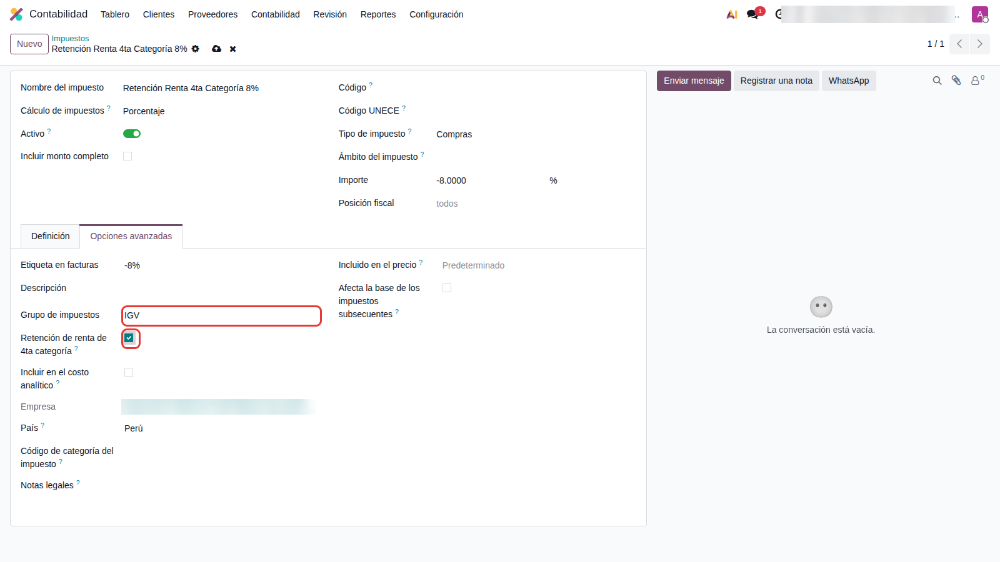 Contabilidad Tablero Clientes Proveedores Contabilidad Revisión Reportes Configuración AI 1 .. A
Nuevo
Impuestos
Retención Renta 4ta Categoría 8%
1 / 1
Nombre del impuesto Retención Renta 4ta Categoría 8%
Cálculo de impuestos ? Porcentaje
Activo ?
Incluir monto completo
Código ?
Código UNECE ?
Tipo de impuesto ? Compras
Ámbito del impuesto ?
Importe -8.0000 %
Posición fiscal todos
Enviar mensaje Registrar una nota WhatsApp 0
Definición Opciones avanzadas
Etiqueta en facturas -8%
Descripción
Grupo de impuestos IGV
Retención de renta de
4ta categoría ?
Incluir en el costo
analítico ?
Empresa
País ? Perú
Código de categoría del
impuesto ?
Notas legales ?
Incluido en el precio ? Predeterminado
Afecta la base de los
impuestos
subsecuentes ?
La conversación está vacía.